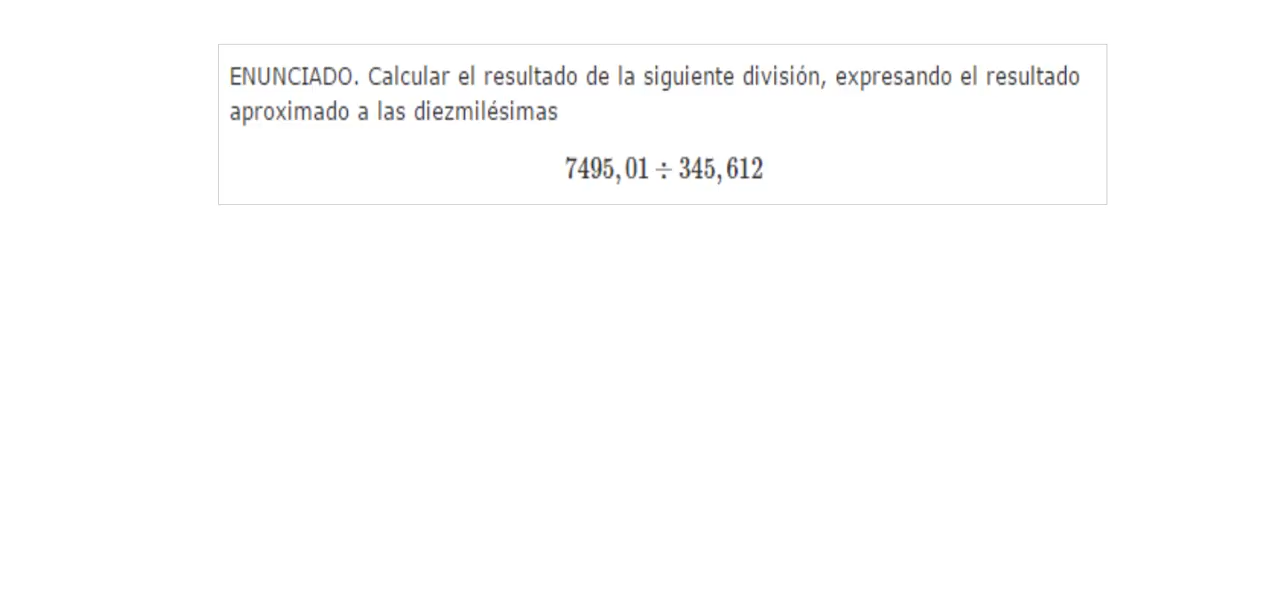 ENUNCIADO. Calcular el resultado de la siguiente división, expresando el resultado
aproximado a las diezmilésimas
7495, 01 ÷ 345, 612